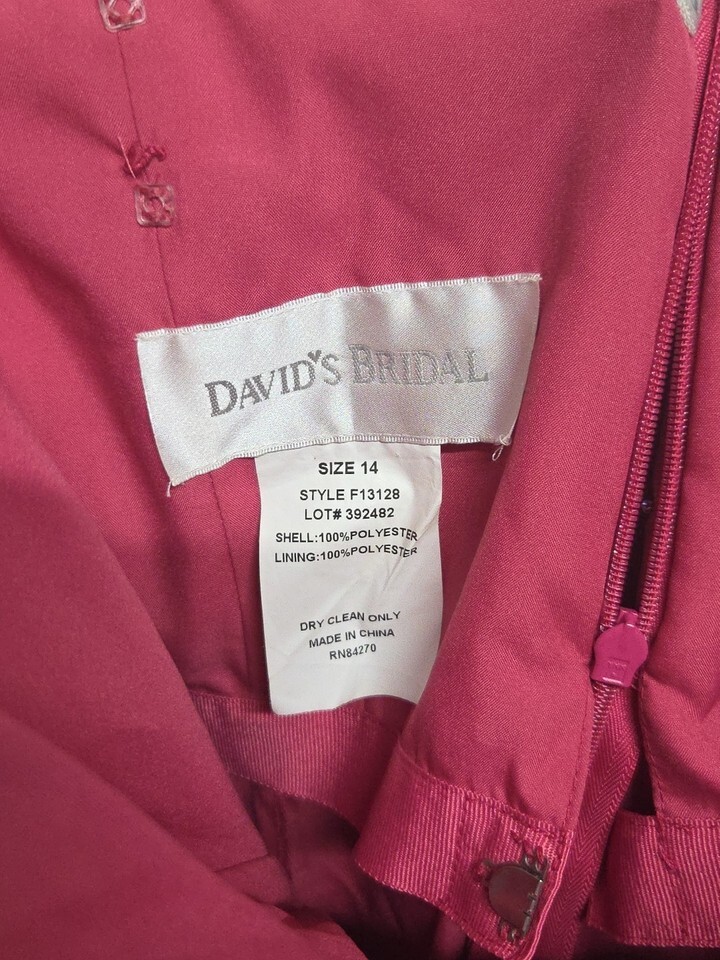 DAVID'S BRIDAL
SIZE 14
STYLE F13128
LOT# 392482
SHELL:100%POLYESTER
LINING:100%POLYESTER
DRY CLEAN ONLY
MADE IN CHINA
RN84270